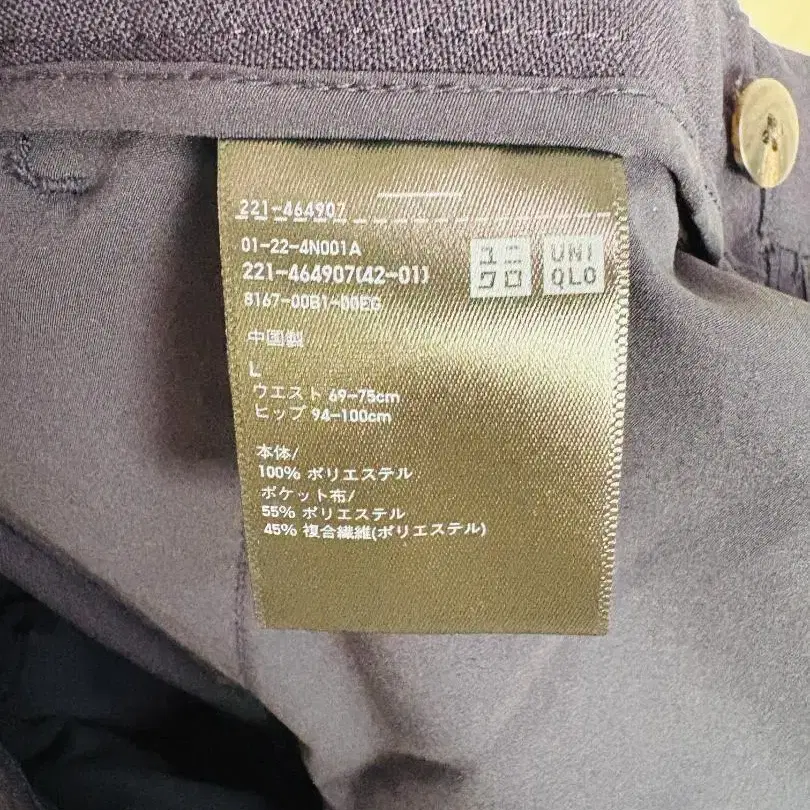 221-464907
01-22-4N001A
221-464907(42-01)
8167-00B1-00EG
ユニ
クロ
UNI
QLO
中国製
L
ウエスト 69-75cm
ヒップ 94-100cm
本体/
100% ポリエステル
ポケット布/
55% ポリエステル
45% 複合繊維(ポリエステル)